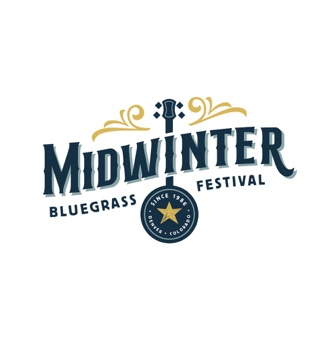 MIDWINTER
BLUEGRASS FESTIVAL
• SINCE 1986 •
DENVER • COLORADO